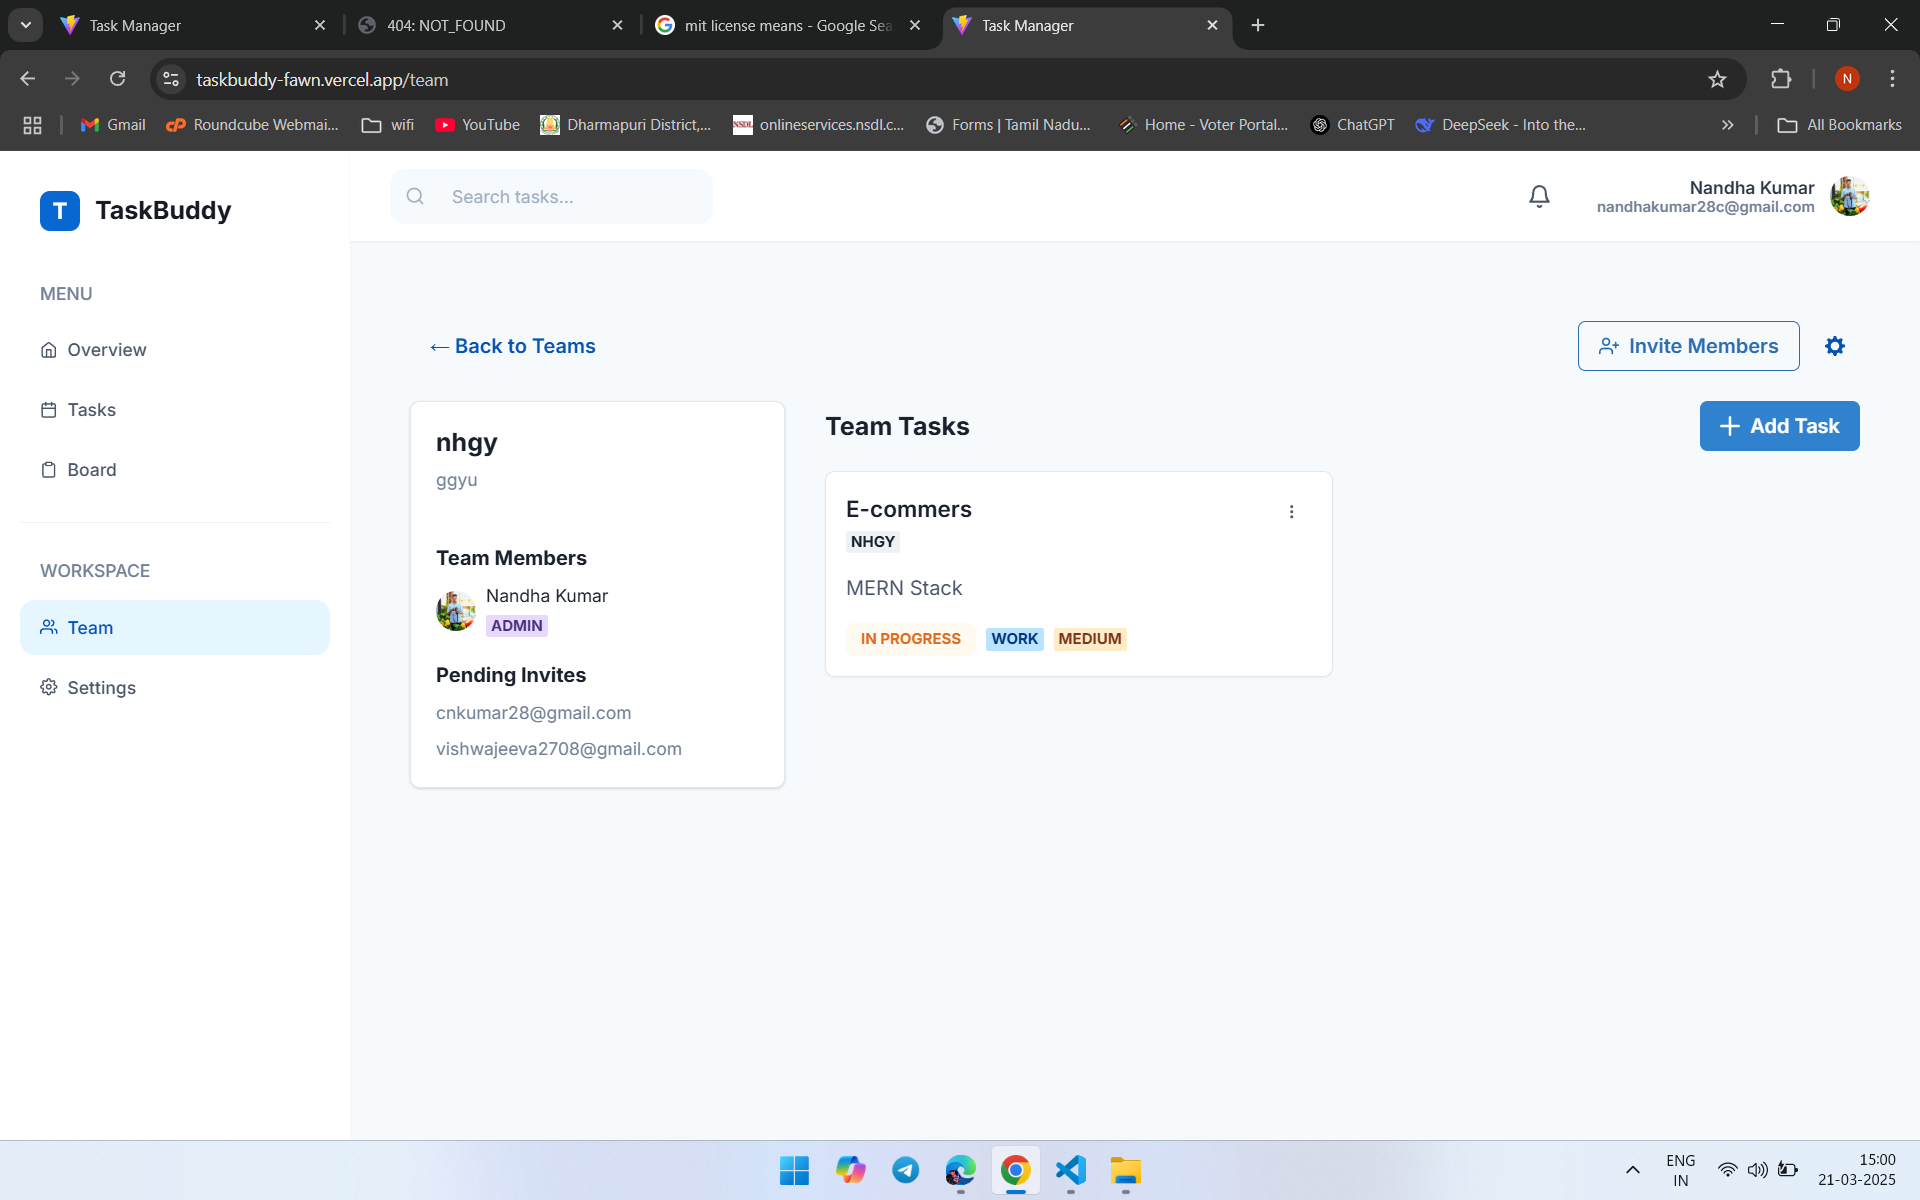 Task Manager
404: NOT_FOUND
mit license means - Google Sea
Task Manager
taskbuddy-fawn.vercel.app/team
N
Gmail
Roundcube Webmai...
wifi
YouTube
Dharmapuri District,...
NSDL onlineservices.nsdl.c...
Forms | Tamil Nadu...
Home - Voter Portal...
ChatGPT
DeepSeek - Into the...
All Bookmarks
T TaskBuddy
MENU
Overview
Tasks
Board
WORKSPACE
Team
Settings
Search tasks...
Nandha Kumar
nandhakumar28c@gmail.com
← Back to Teams
Invite Members
nhgy
ggyu
Team Members
Nandha Kumar
ADMIN
Pending Invites
cnkumar28@gmail.com
vishwajeeva2708@gmail.com
Team Tasks
+ Add Task
E-commers
NHGY
MERN Stack
IN PROGRESS WORK MEDIUM
ENG
IN
15:00
21-03-2025